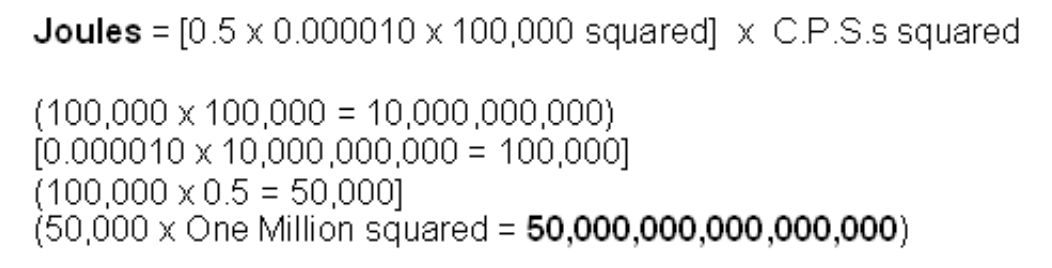 Joules = [0.5 x 0.000010 x 100,000 squared] x C.P.S.s squared
(100,000 x 100,000 = 10,000,000,000)
[0.000010 x 10,000,000,000 = 100,000]
(100,000 x 0.5 = 50,000]
(50,000 x One Million squared = 50,000,000,000,000,000)